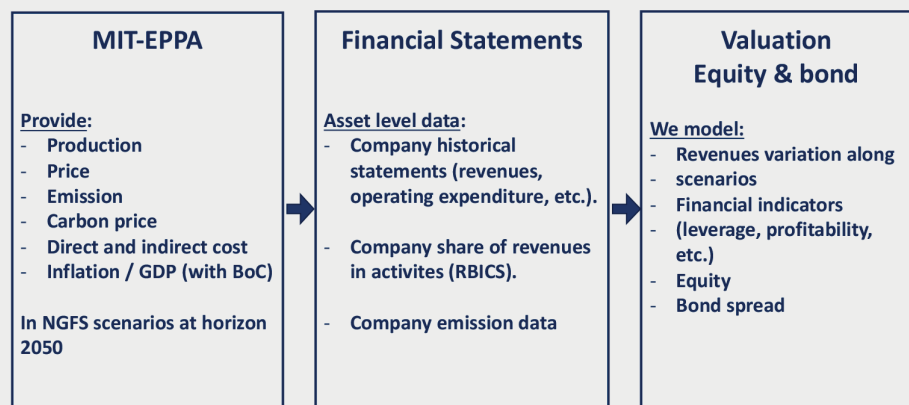 MIT-EPPA
Provide:
- Production
- Price
- Emission
- Carbon price
- Direct and indirect cost
- Inflation / GDP (with BoC)
In NGFS scenarios at horizon
2050
Financial Statements
Asset level data:
- Company historical
statements (revenues,
operating expenditure, etc.).
- Company share of revenues
in activites (RBICS).
- Company emission data
Valuation
Equity & bond
We model:
- Revenues variation along
- scenarios
- Financial indicators
- (leverage, profitability,
etc.)
- Equity
- Bond spread